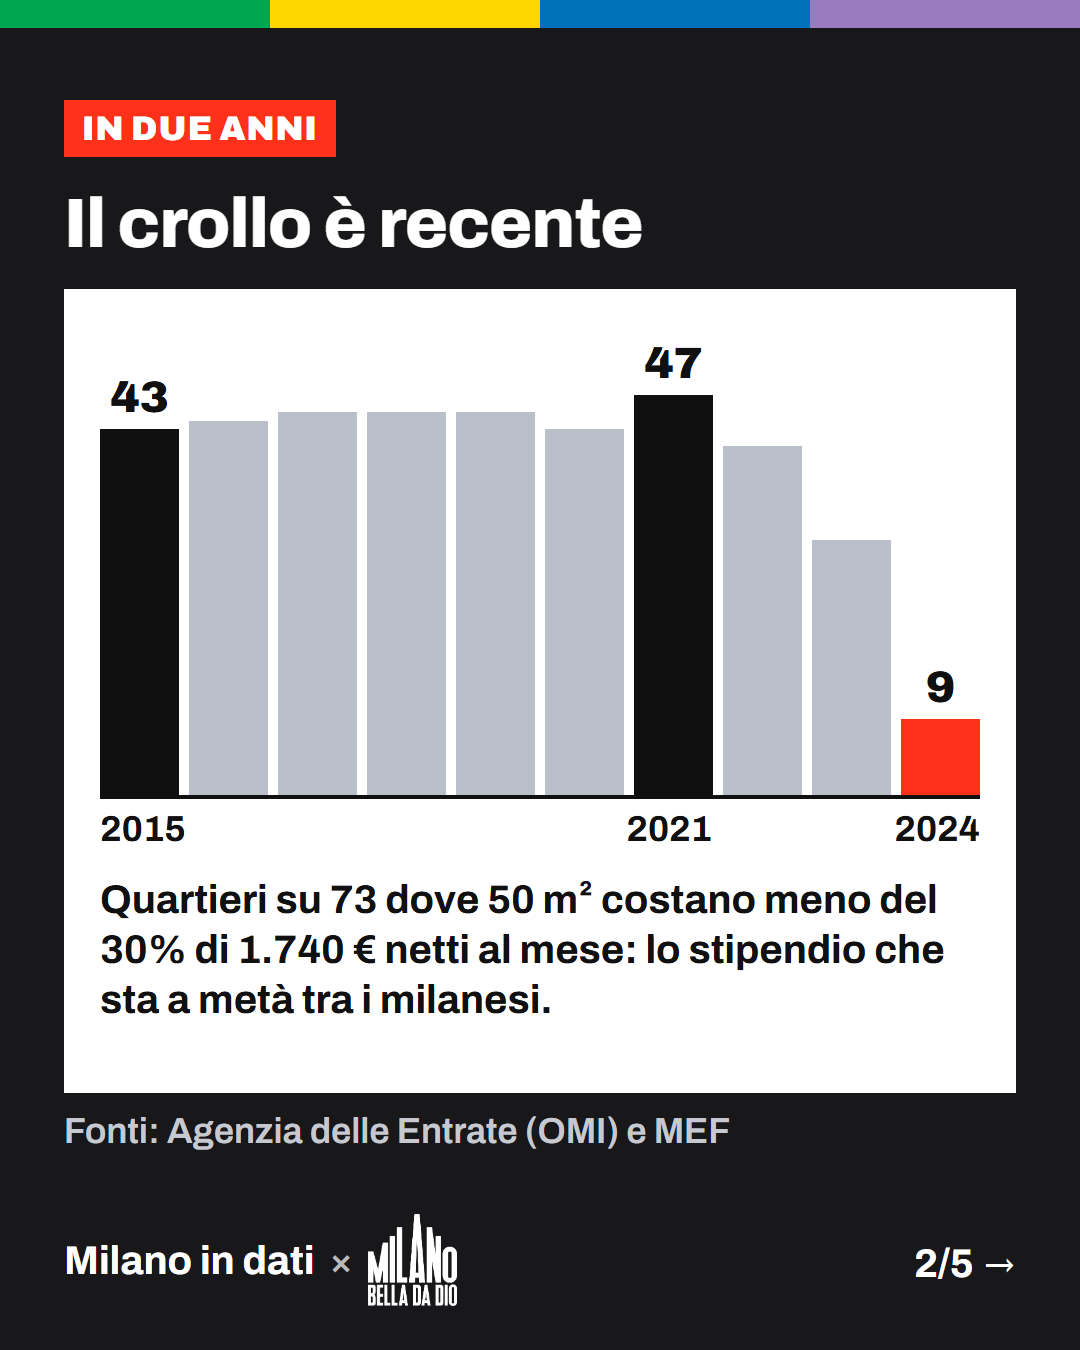 IN DUE ANNI
Il crollo è recente
43
47
9
2015
2021
2024
Quartieri su 73 dove 50 m² costano meno del
30% di 1.740 € netti al mese: lo stipendio che
sta a metà tra i milanesi.
Fonti: Agenzia delle Entrate (OMI) e MEF
Milano in dati × MILANO
BELLA DA DIO
2/5 →